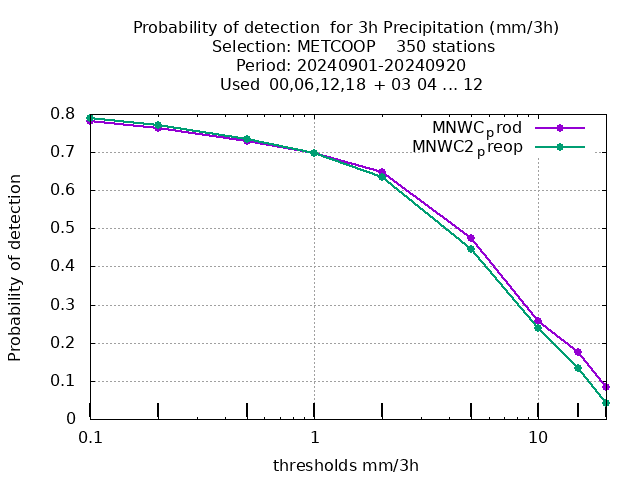 Probability of detection  for 3h Precipitation (mm/3h)
Selection: METCOOP    350 stations
Period: 20240901-20240920
Used 00,06,12,18 + 03 04 ... 12
MNWC_prod
MNWC2_preop
Probability of detection
0.8
0.7
0.6
0.5
0.4
0.3
0.2
0.1
0
0.1 1 10
thresholds mm/3h